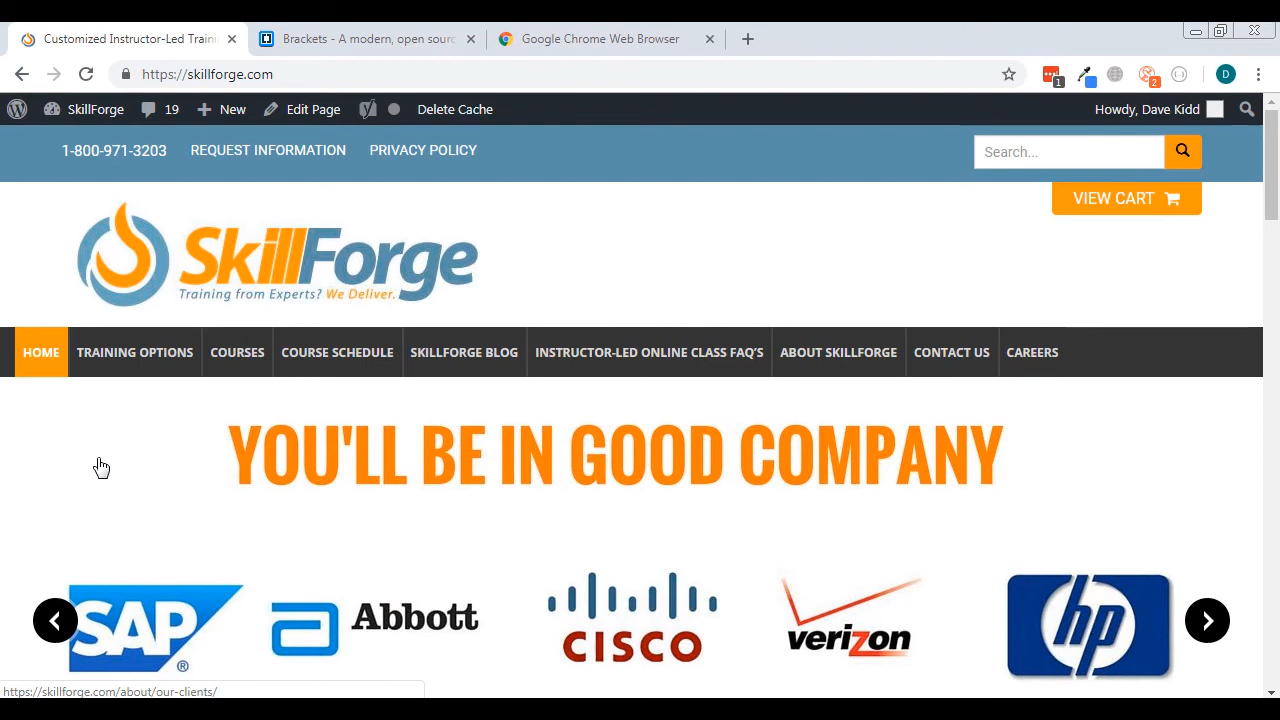 Customized Instructor-Led Traini
Brackets - A modern, open sourc
Google Chrome Web Browser
https://skillforge.com
1
2
D
SkillForge
19
New
Edit Page
Delete Cache
Howdy, Dave Kidd
1-800-971-3203
REQUEST INFORMATION
PRIVACY POLICY
Search...
VIEW CART
SkillForge
Training from Experts? We Deliver.
HOME
TRAINING OPTIONS
COURSES
COURSE SCHEDULE
SKILLFORGE BLOG
INSTRUCTOR-LED ONLINE CLASS FAQ'S
ABOUT SKILLFORGE
CONTACT US
CAREERS
YOU'LL BE IN GOOD COMPANY
SAP®
Abbott
CISCO
verizon
hp
https://skillforge.com/about/our-clients/